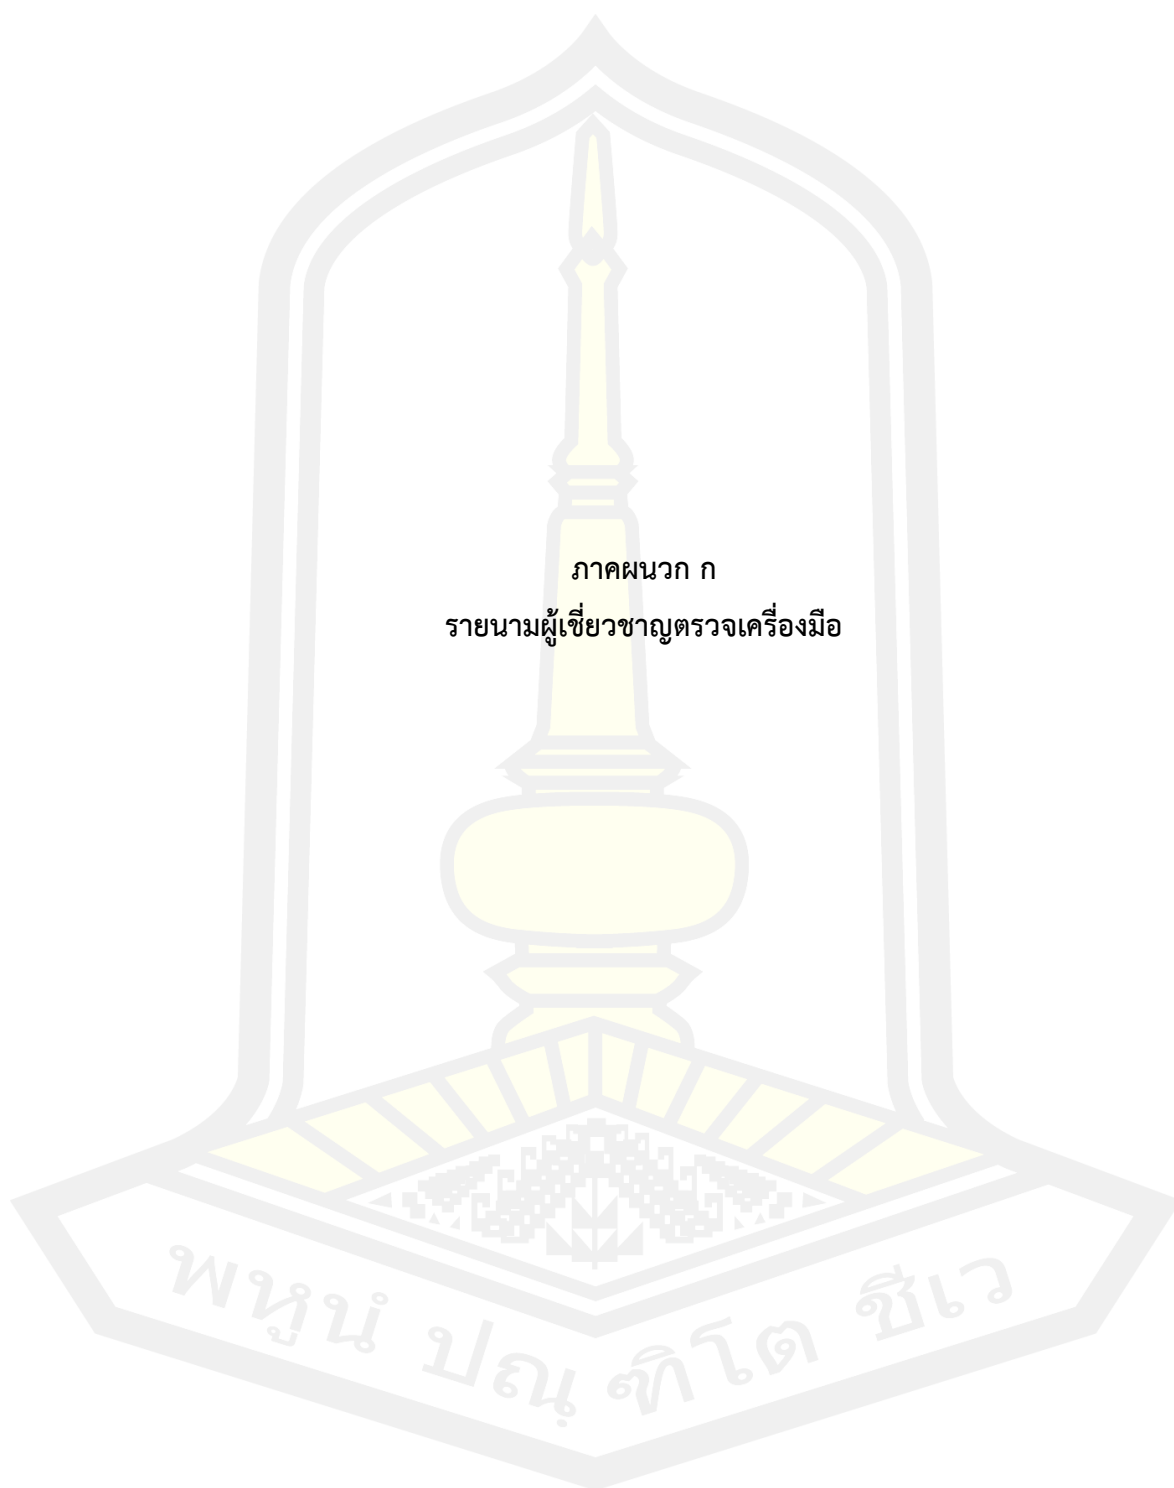 ภาคผนวก ก
รายนามผู้เชี่ยวชาญตรวจเครื่องมือ
พหูนํ ปณฺฑิโต ชีเว